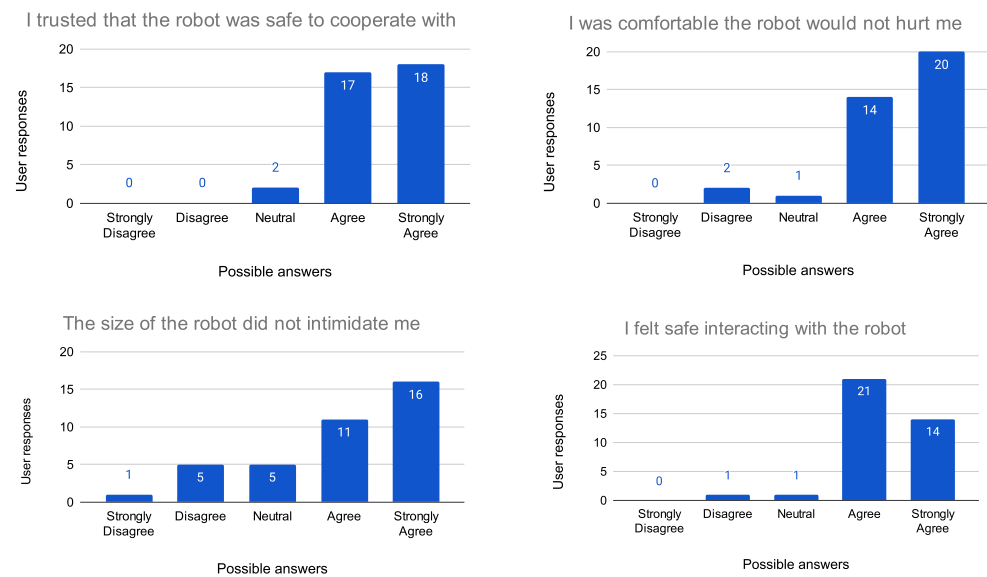 I trusted that the robot was safe to cooperate with
20
15
10
5
0
User responses
0
0
2
17
18
Strongly
Disagree
Disagree
Neutral
Agree
Strongly
Agree
Possible answers
I was comfortable the robot would not hurt me
20
15
10
5
0
User responses
0
2
1
14
20
Strongly
Disagree
Disagree
Neutral
Agree
Strongly
Agree
Possible answers
The size of the robot did not intimidate me
20
15
10
5
0
User responses
1
5
5
11
16
Strongly
Disagree
Disagree
Neutral
Agree
Strongly
Agree
Possible answers
I felt safe interacting with the robot
25
20
15
10
5
0
User responses
0
1
1
21
14
Strongly
Disagree
Disagree
Neutral
Agree
Strongly
Agree
Possible answers